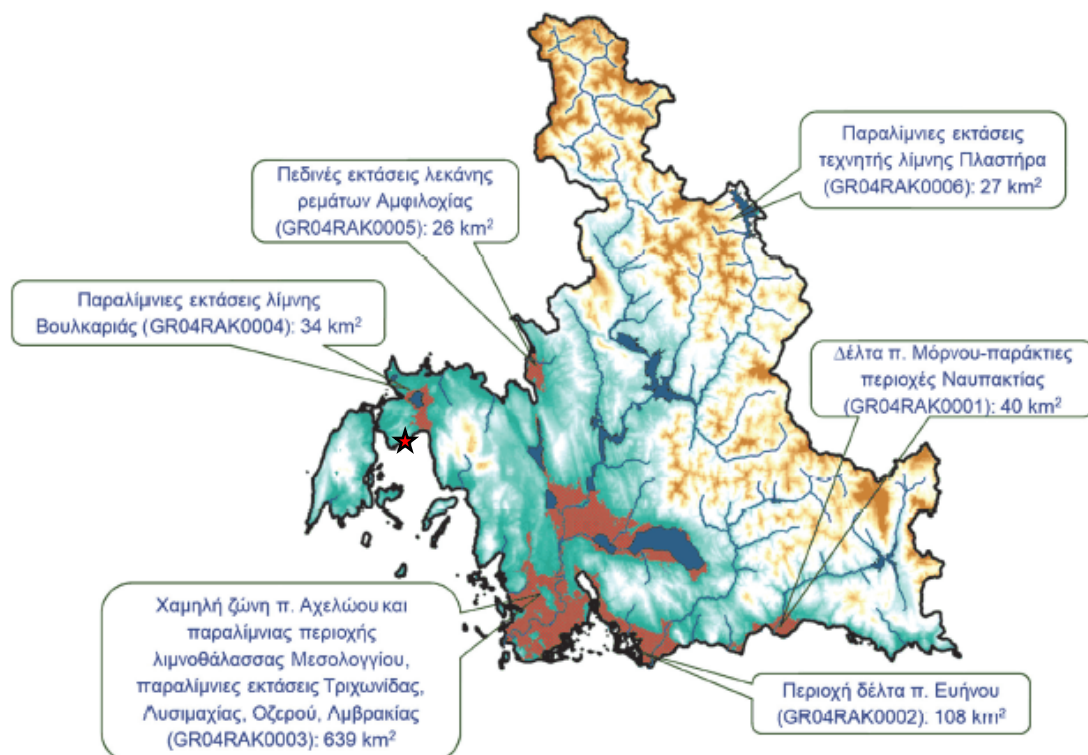 Παραλίμνιες εκτάσεις
τεχνητής λίμνης Πλαστήρα
(GR04RAK0006): 27 km²
Πεδινές εκτάσεις λεκάνης
ρεμάτων Αμφιλοχίας
(GR04RAK0005): 26 km²
Παραλίμνιες εκτάσεις λίμνης
Βουλκαριάς (GR04RAK0004): 34 km²
Δέλτα π. Μόρνου-παράκτιες
περιοχές Ναυπακτίας
(GR04RAK0001): 40 km²
Χαμηλή ζώνη π. Αχελώου και
παραλίμνιας περιοχής
λιμνοθάλασσας Μεσολογγίου,
παραλίμνιες εκτάσεις Τριχωνίδας,
Λυσιμαχίας, Οζερού, Αμβρακίας
(GR04RAK0003): 639 km²
Περιοχή δέλτα π. Ευήνου
(GR04RAK0002). 108 km²